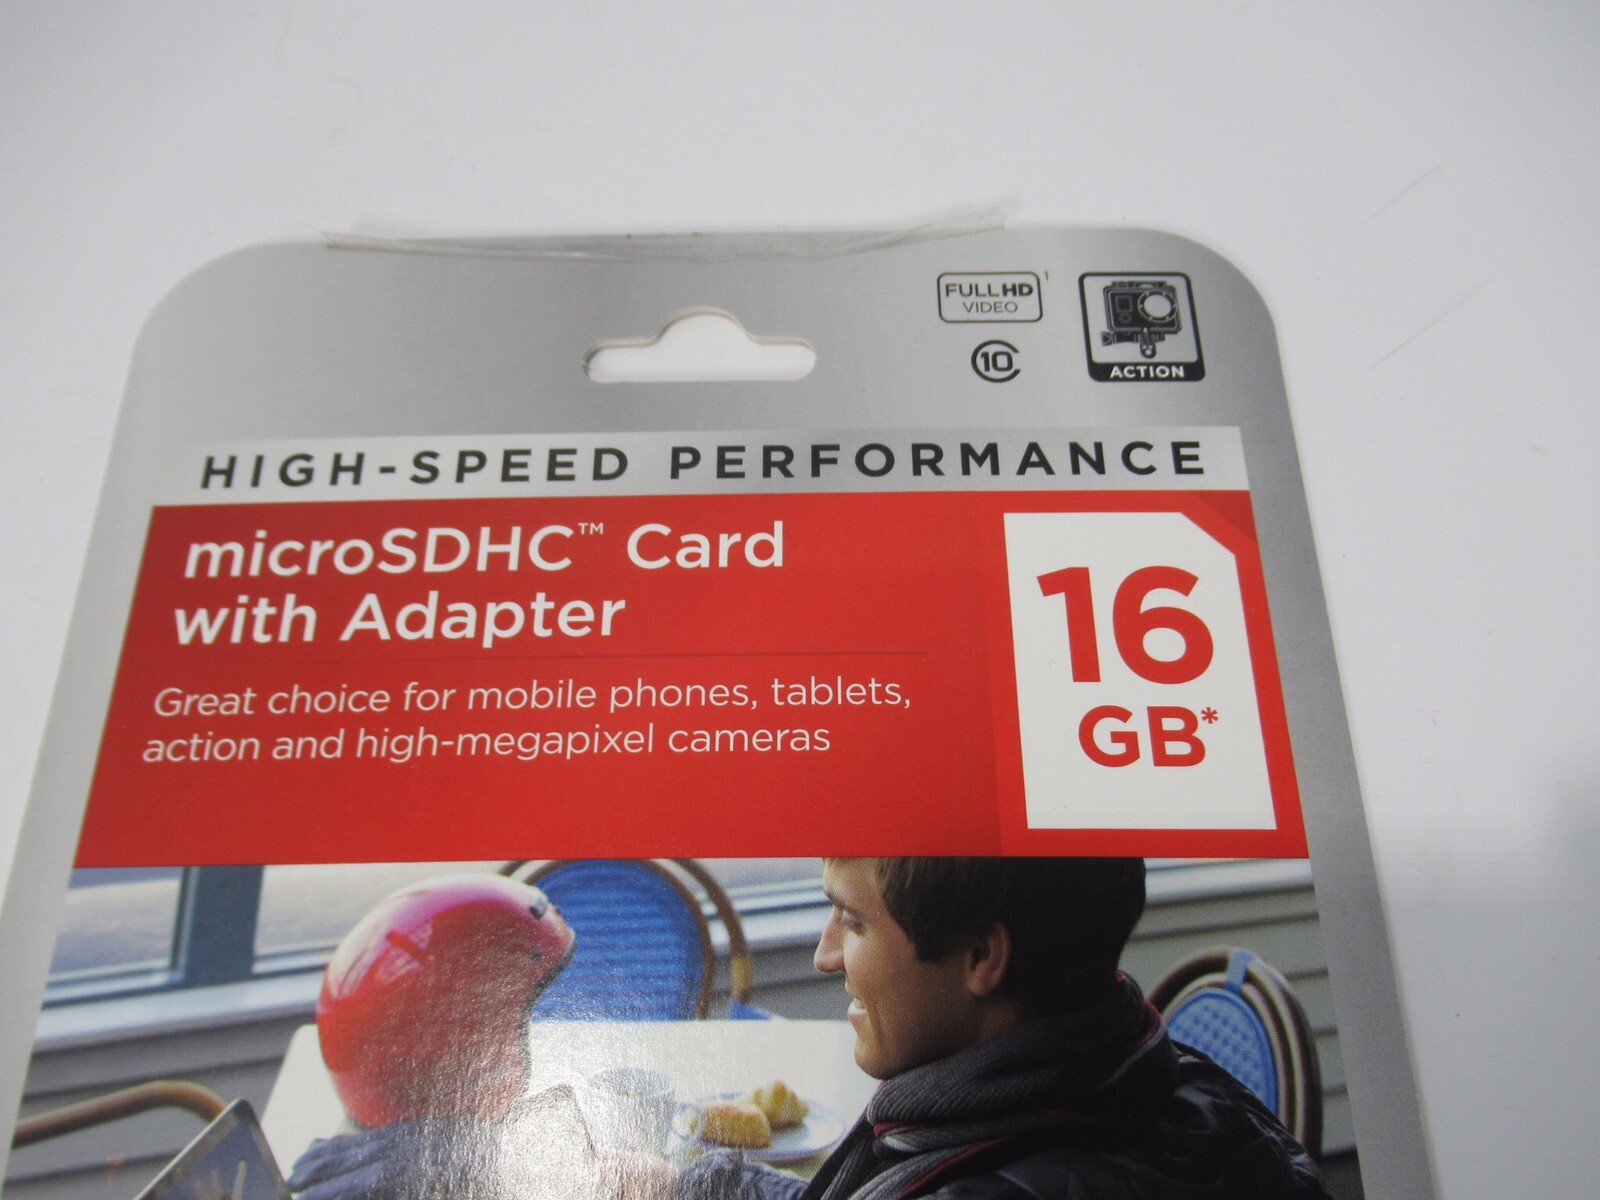 FULL HD 1
VIDEO
10
ACTION
HIGH-SPEED PERFORMANCE
microSDHC™ Card
with Adapter
Great choice for mobile phones, tablets,
action and high-megapixel cameras
16
GB*